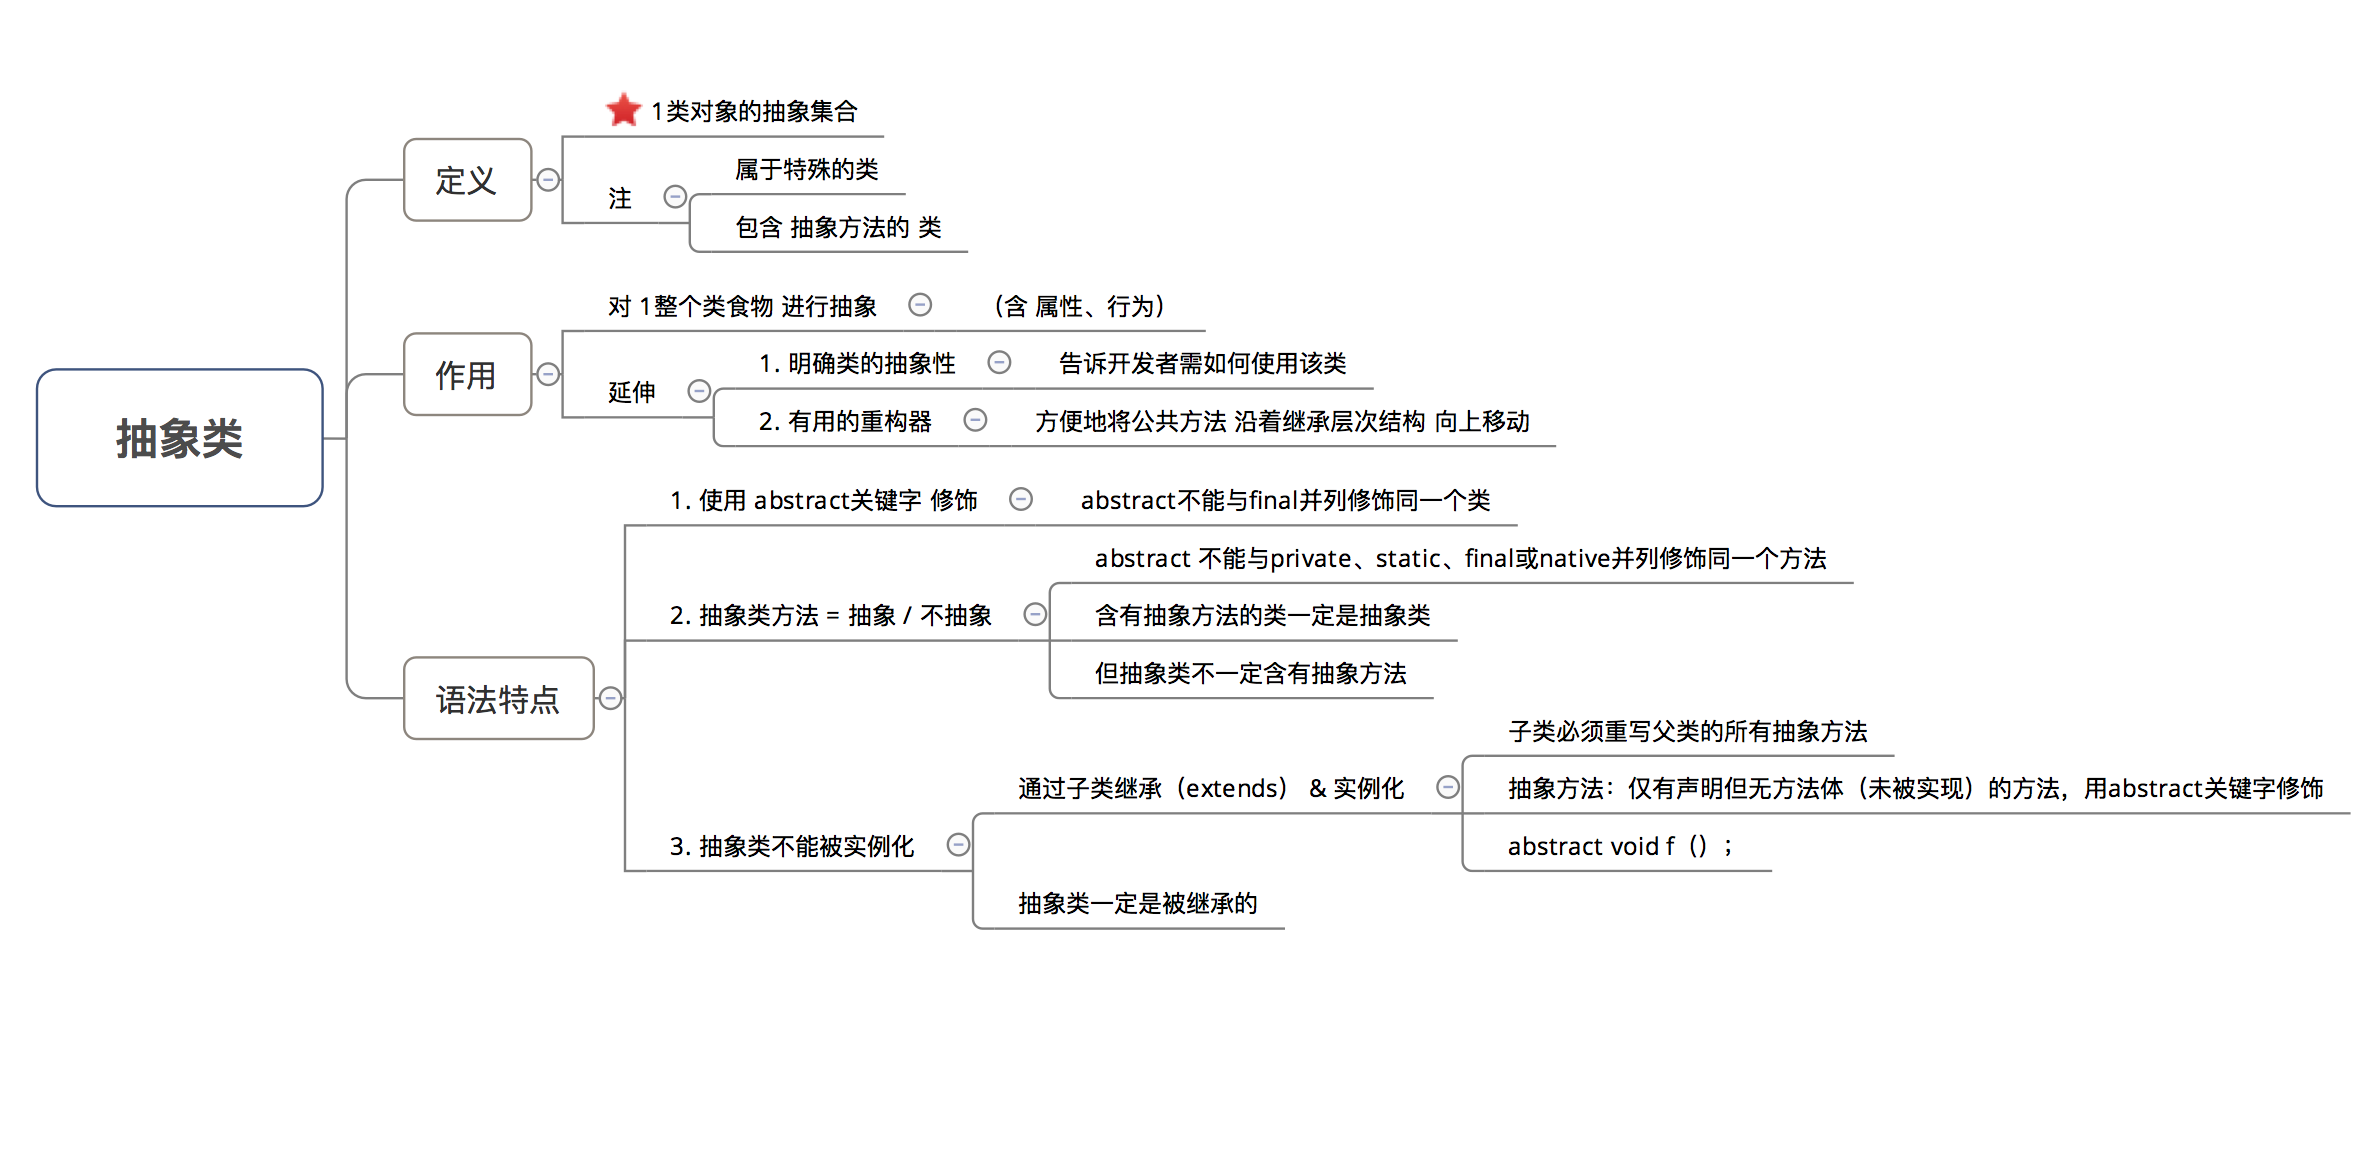 1类对象的抽象集合
定义
属于特殊的类
注
包含 抽象方法的 类
对 1整个类食物 进行抽象
（含 属性、行为）
作用
1. 明确类的抽象性
告诉开发者需如何使用该类
延伸
2. 有用的重构器
方便地将公共方法 沿着继承层次结构 向上移动
抽象类
1. 使用 abstract关键字 修饰
abstract不能与final并列修饰同一个类
abstract 不能与private、static、final或native并列修饰同一个方法
2. 抽象类方法 = 抽象 / 不抽象
含有抽象方法的类一定是抽象类
但抽象类不一定含有抽象方法
语法特点
子类必须重写父类的所有抽象方法
通过子类继承（extends） & 实例化
抽象方法：仅有声明但无方法体（未被实现）的方法，用abstract关键字修饰
3. 抽象类不能被实例化
abstract void f（）；
抽象类一定是被继承的